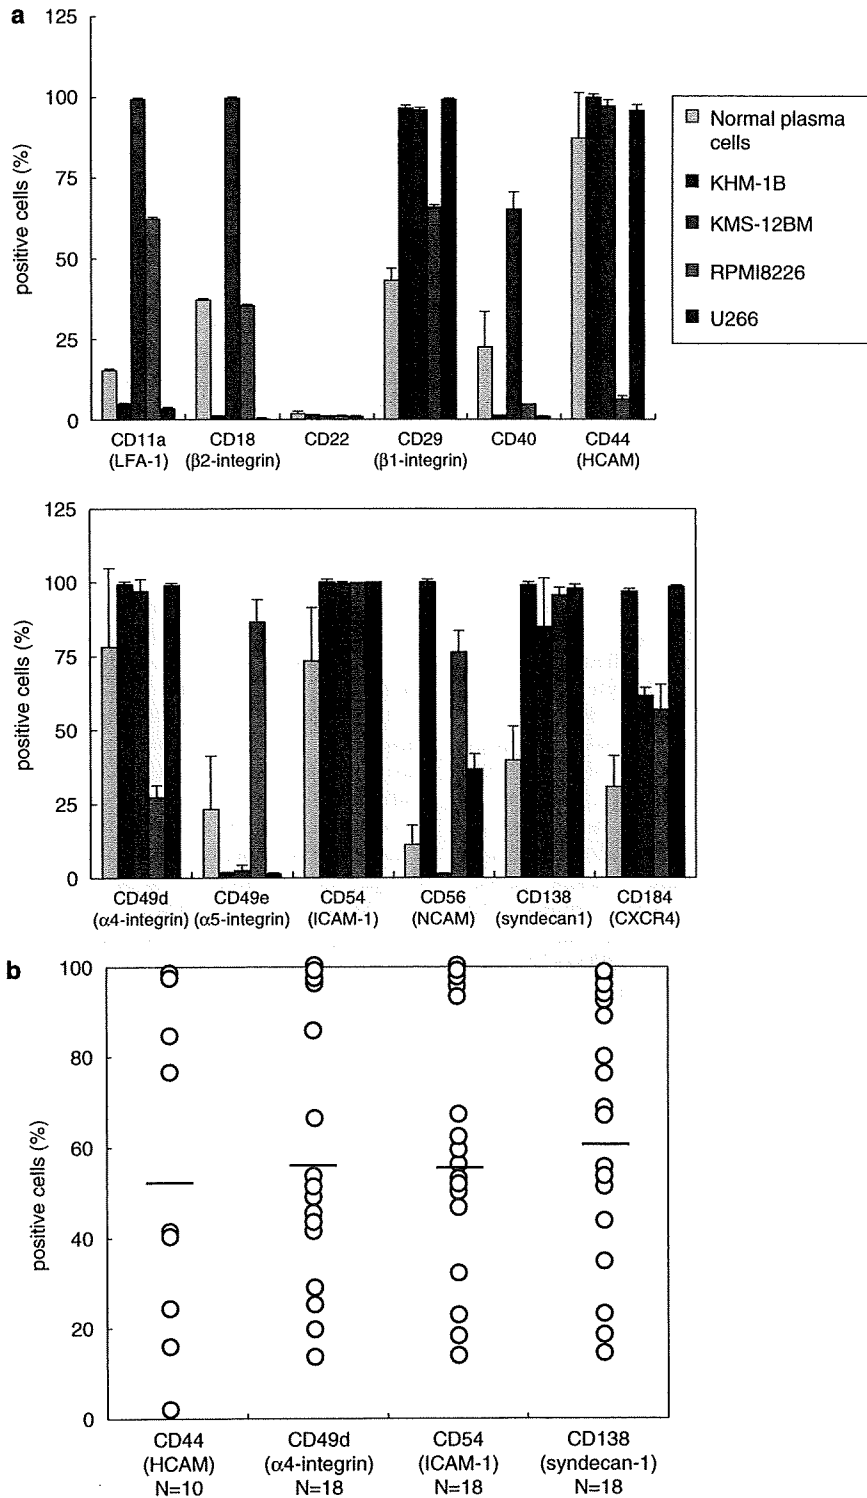 a
125
100
75
50
25
0
positive cells (%)
CD11a
(LFA-1)
CD18
(β2-integrin)
CD22
CD29
(β1-integrin)
CD40
CD44
(HCAM)
Normal plasma
cells
KHM-1B
KMS-12BM
RPMI8226
U266
125
100
75
50
25
0
positive cells (%)
CD49d
(α4-integrin)
CD49e
(α5-integrin)
CD54
(ICAM-1)
CD56
(NCAM)
CD138
(syndecan1)
CD184
(CXCR4)
b
100
80
60
40
20
0
positive cells (%)
CD44
(HCAM)
N=10
CD49d
(α4-integrin)
N=18
CD54
(ICAM-1)
N=18
CD138
(syndecan-1)
N=18